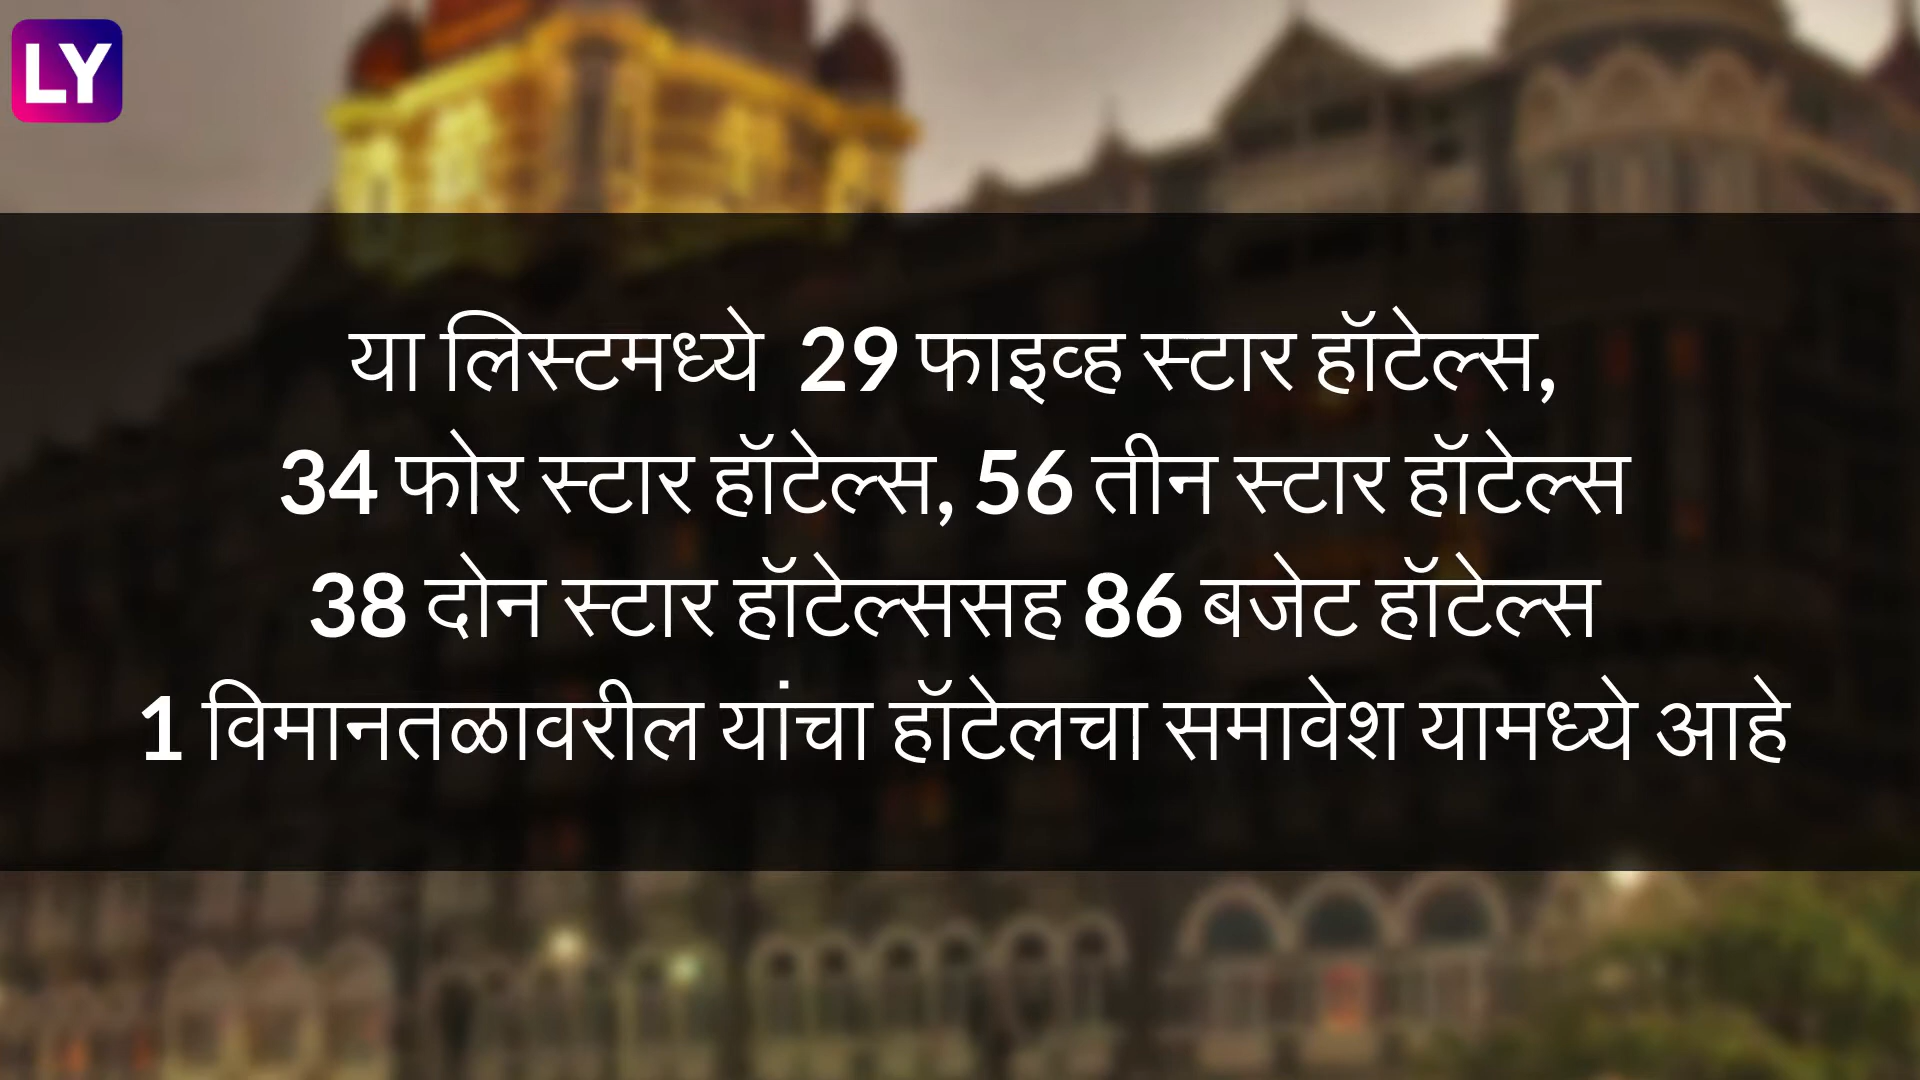 LY
या लिस्टमध्ये 29 फाइव्ह स्टार हॉटेल्स,
34 फोर स्टार हॉटेल्स, 56 तीन स्टार हॉटेल्स
38 दोन स्टार हॉटेल्ससह 86 बजेट हॉटेल्स
1 विमानतळावरील यांचा हॉटेलचा समावेश यामध्ये आहे